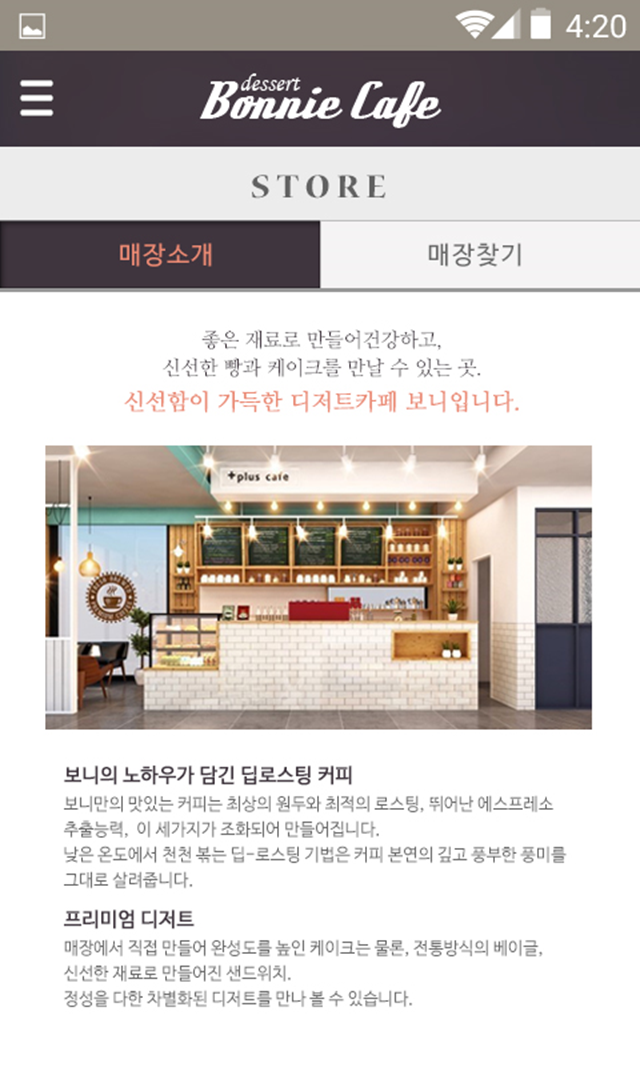 4:20
dessert
Bonnie Cafe
STORE
매장소개
매장찾기
좋은 재료로 만들어건강하고,
신선한 빵과 케이크를 만날 수 있는 곳.
신선함이 가득한 디저트카페 보니입니다.
+plus cafe
보니의 노하우가 담긴 딥로스팅 커피
보니만의 맛있는 커피는 최상의 원두와 최적의 로스팅, 뛰어난 에스프레소
추출능력, 이 세가지가 조화되어 만들어집니다.
낮은 온도에서 천천 볶는 딥-로스팅 기법은 커피 본연의 깊고 풍부한 풍미를
그대로 살려줍니다.
프리미엄 디저트
매장에서 직접 만들어 완성도를 높인 케이크는 물론, 전통방식의 베이글,
신선한 재료로 만들어진 샌드위치.
정성을 다한 차별화된 디저트를 만나 볼 수 있습니다.